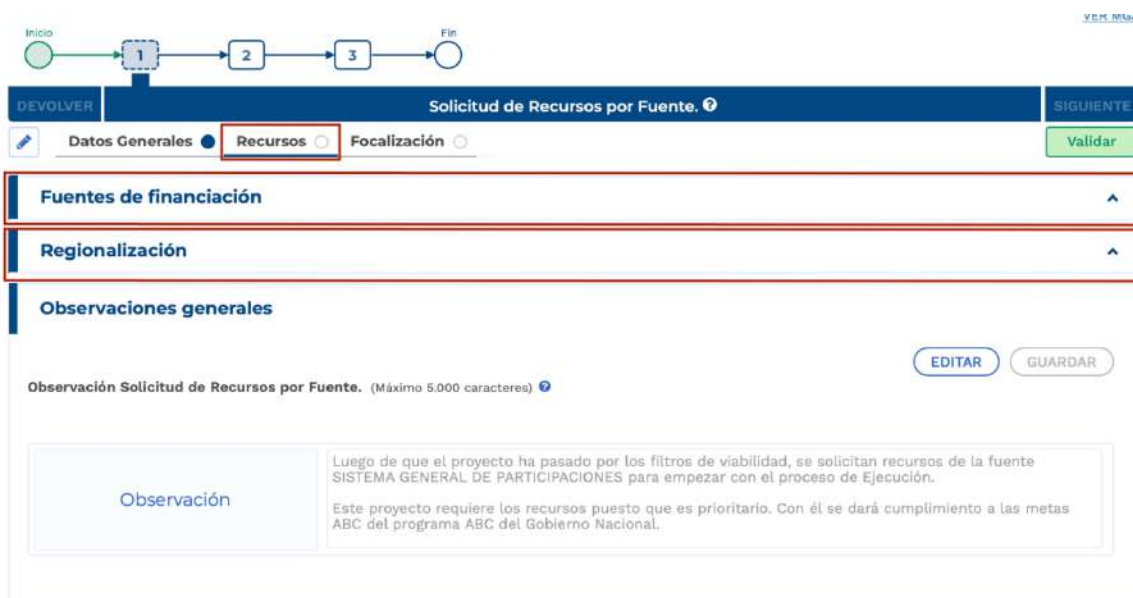 VER MGA
Inicio
Fin
1
2
3
DEVOLVER
Solicitud de Recursos por Fuente.
SIGUIENTE
Datos Generales
Recursos
Focalización
Validar
Fuentes de financiación
Regionalización
Observaciones generales
EDITAR
GUARDAR
Observación Solicitud de Recursos por Fuente. (Máximo 5.000 caracteres)
Observación
Luego de que el proyecto ha pasado por los filtros de viabilidad, se solicitan recursos de la fuente
SISTEMA GENERAL DE PARTICIPACIONES para empezar con el proceso de Ejecución.
Este proyecto requiere los recursos puesto que es prioritario. Con él se dará cumplimiento a las metas
ABC del programa ABC del Gobierno Nacional.